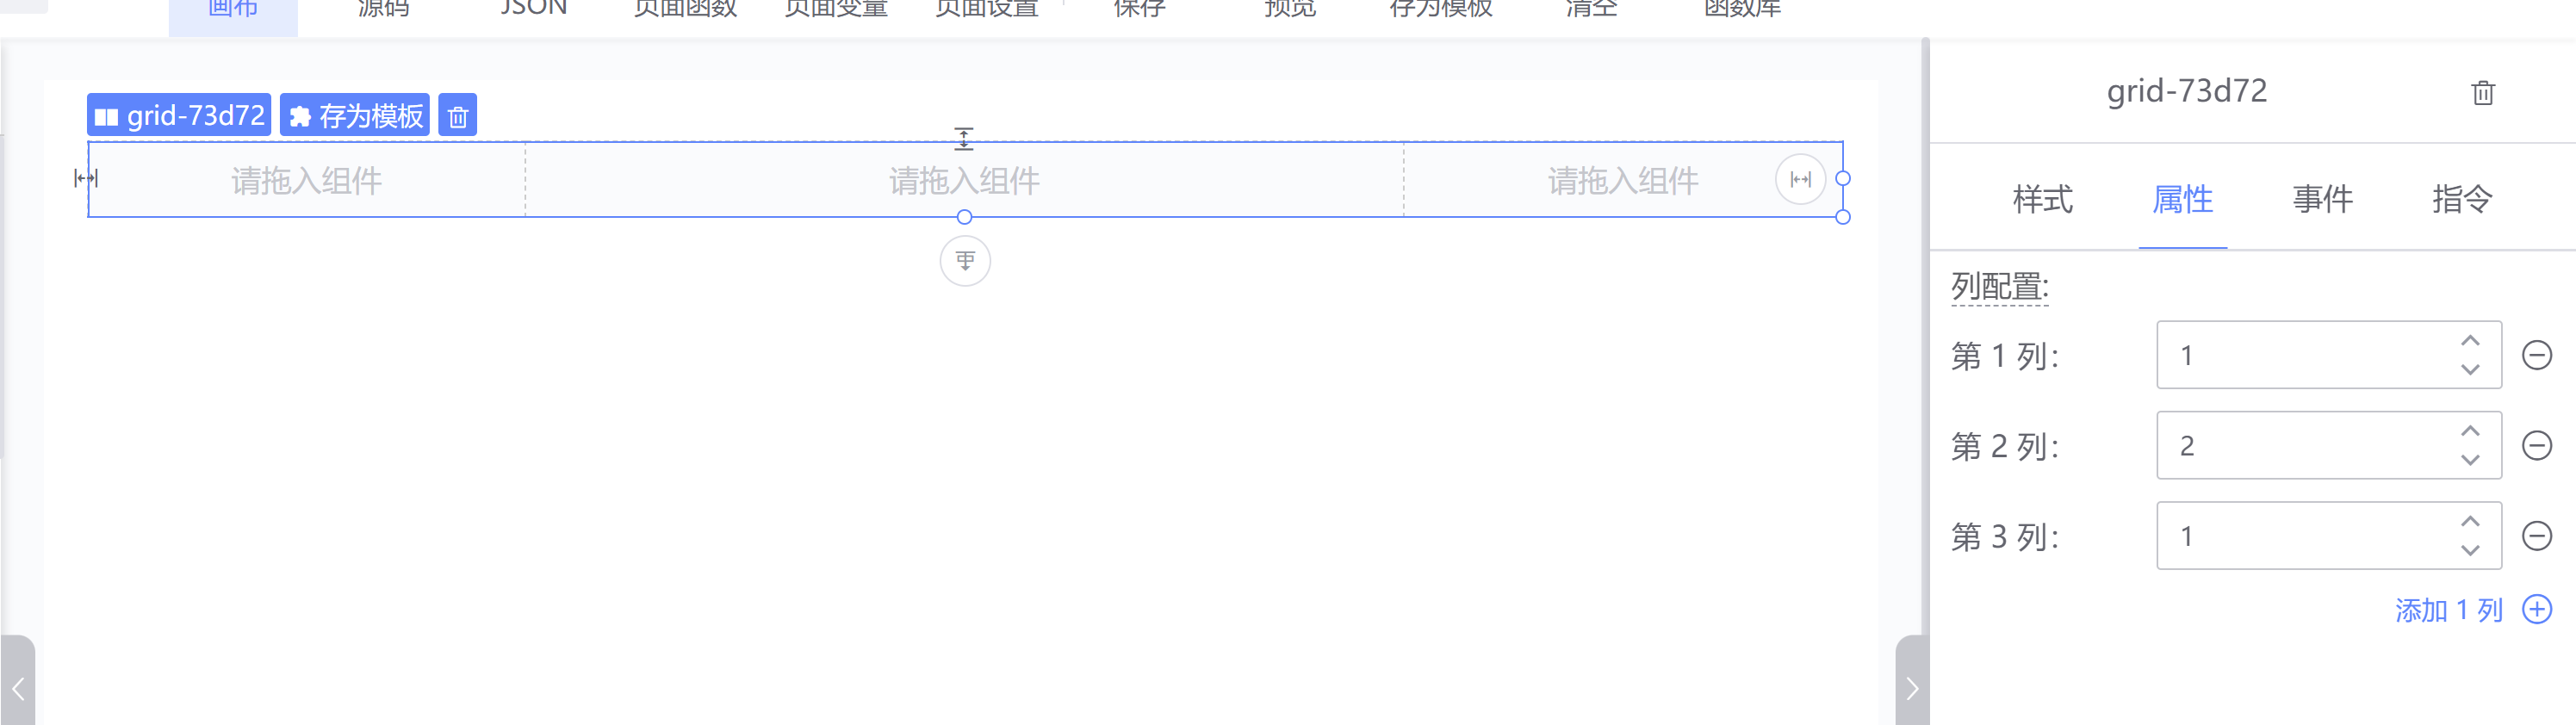 画布 源码 JSON 页面函数 页面变量 页面设置 保存 预览 存为模板 清空 函数库
grid-73d72 存为模板
请拖入组件 请拖入组件 请拖入组件
grid-73d72
样式 属性 事件 指令
列配置:
第 1 列: 1
第 2 列: 2
第 3 列: 1
添加 1 列